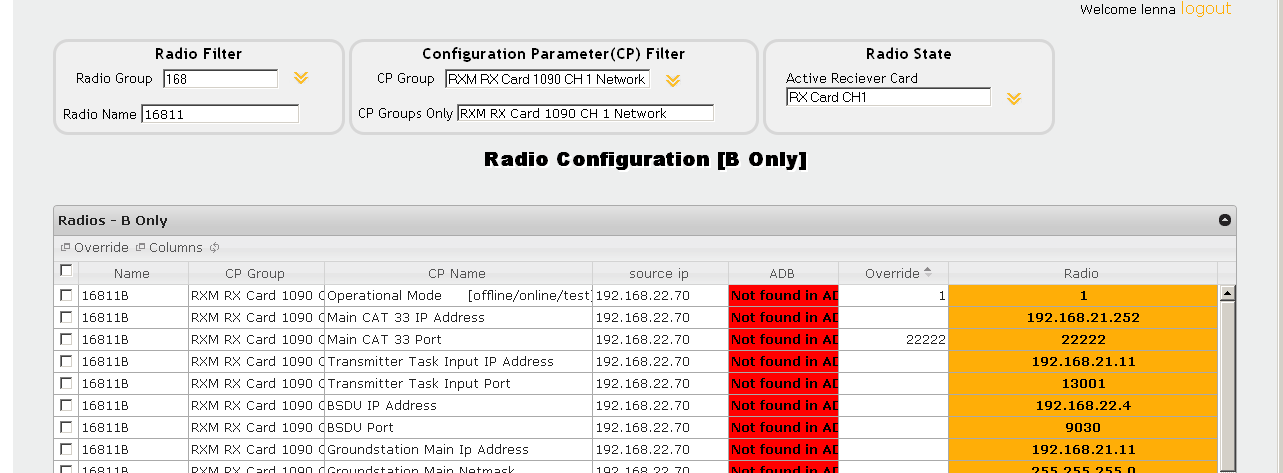 Welcome lenna logout
Radio Filter Configuration Parameter(CP) Filter Radio State
Radio Group 168 CP Group RXM RX Card 1090 CH 1 Network Active Reciever Card
RX Card CH1
Radio Name 16811 CP Groups Only RXM RX Card 1090 CH 1 Network
Radio Configuration [B Only]
Radios - B Only
Override Columns
Name CP Group CP Name source ip ADB Override Radio
16811B RXM RX Card 1090 C Operational Mode [offline/online/test] 192.168.22.70 Not found in AD 1 1
16811B RXM RX Card 1090 C Main CAT 33 IP Address 192.168.22.70 Not found in AD 192.168.21.252
16811B RXM RX Card 1090 C Main CAT 33 Port 192.168.22.70 Not found in AD 22222 22222
16811B RXM RX Card 1090 C Transmitter Task Input IP Address 192.168.22.70 Not found in AD 192.168.21.11
16811B RXM RX Card 1090 C Transmitter Task Input Port 192.168.22.70 Not found in AD 13001
16811B RXM RX Card 1090 C BSDU IP Address 192.168.22.70 Not found in AD 192.168.22.4
16811B RXM RX Card 1090 C BSDU Port 192.168.22.70 Not found in AD 9030
16811B RXM RX Card 1090 C Groundstation Main Ip Address 192.168.22.70 Not found in AD 192.168.21.11
16811B RXM RX Card 1090 C Groundstation Main Netmask 192.168.22.70 Not found in AD 255.255.255.0